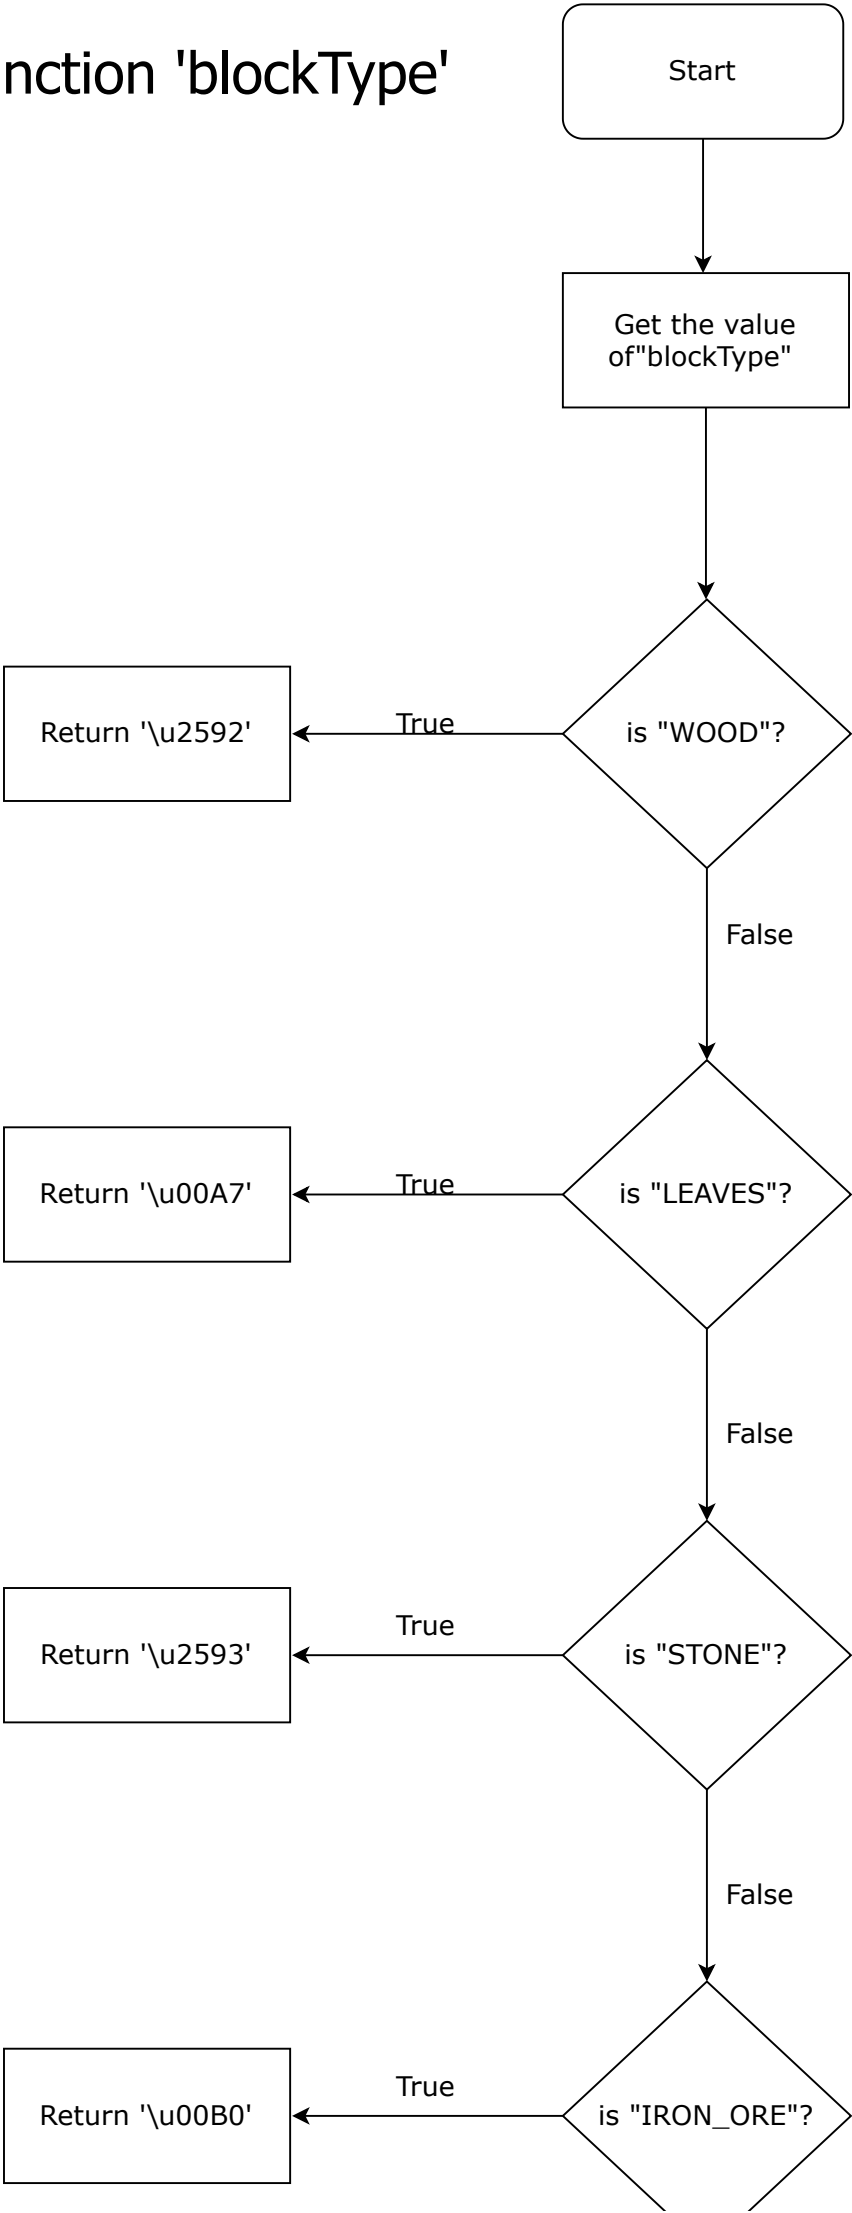 nction 'blockType'
Start
Get the value
of"blockType"
is "WOOD"?
True
Return '\u2592'
False
is "LEAVES"?
True
Return '\u00A7'
False
is "STONE"?
True
Return '\u2593'
False
is "IRON_ORE"?
True
Return '\u00B0'